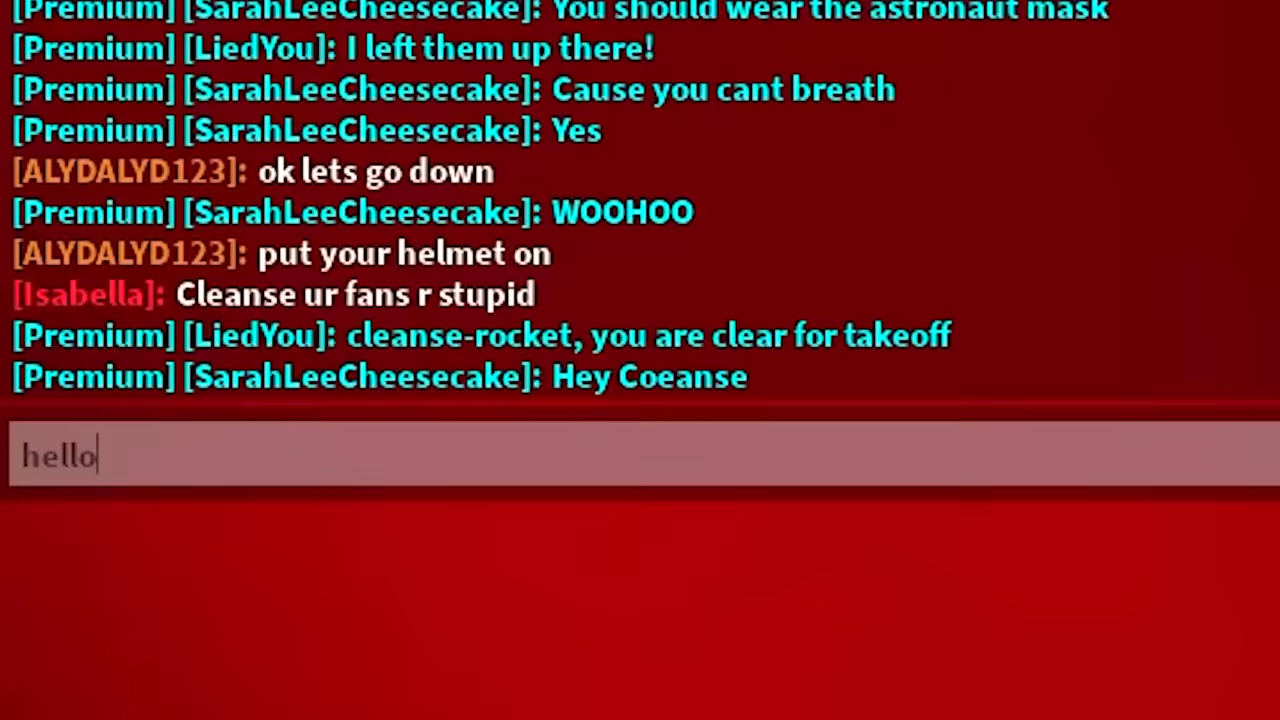 [Premium] [SarahLeeCheesecake]: You should wear the astronaut mask
[Premium] [LiedYou]: I left them up there!
[Premium] [SarahLeeCheesecake]: Cause you cant breath
[Premium] [SarahLeeCheesecake]: Yes
[ALYDALYD123]: ok lets go down
[Premium] [SarahLeeCheesecake]: WOOHOO
[ALYDALYD123]: put your helmet on
[Isabella]: Cleanse ur fans r stupid
[Premium] [LiedYou]: cleanse-rocket, you are clear for takeoff
[Premium] [SarahLeeCheesecake]: Hey Coeanse
hello